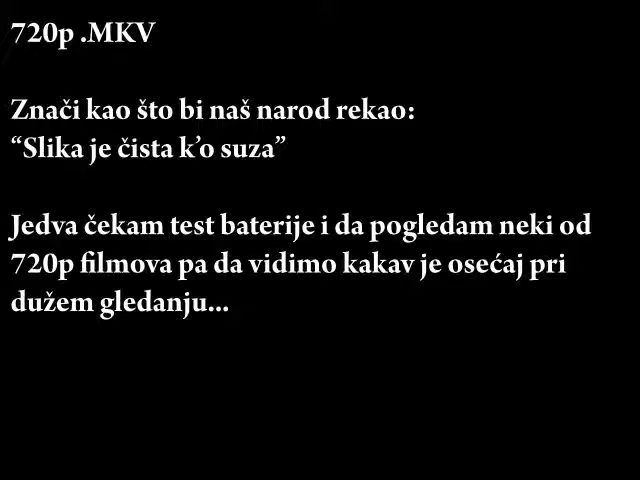 720p .MKV
Znači kao što bi naš narod rekao:
“Slika je čista k’o suza”
Jedva čekam test baterije i da pogledam neki od
720p filmova pa da vidimo kakav je osećaj pri
dužem gledanju...